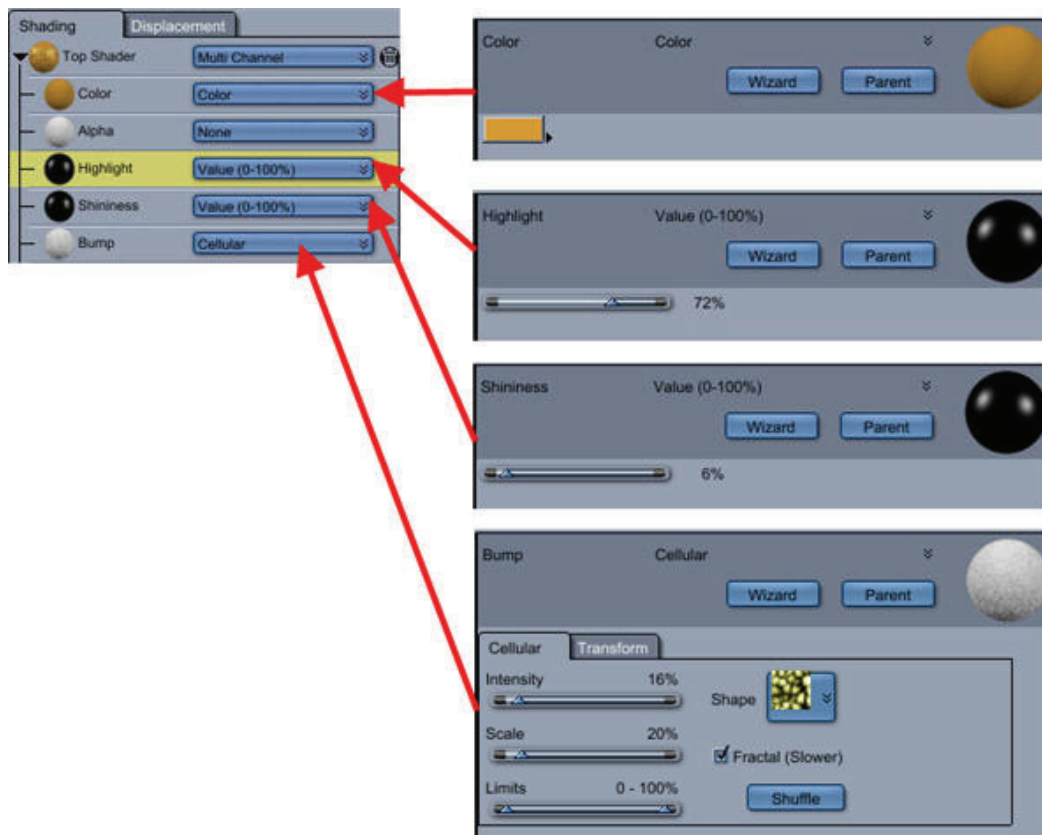 Shading Displacement
Top Shader Multi Channel
Color Color
Alpha None
Highlight Value (0-100%)
Shininess Value (0-100%)
Bump Cellular
Color Color
Wizard Parent
Highlight Value (0-100%)
Wizard Parent
72%
Shininess Value (0-100%)
Wizard Parent
6%
Bump Cellular
Wizard Parent
Cellular Transform
Intensity 16%
Shape
Scale 20%
Fractal (Slower)
Limits 0 - 100%
Shuffle